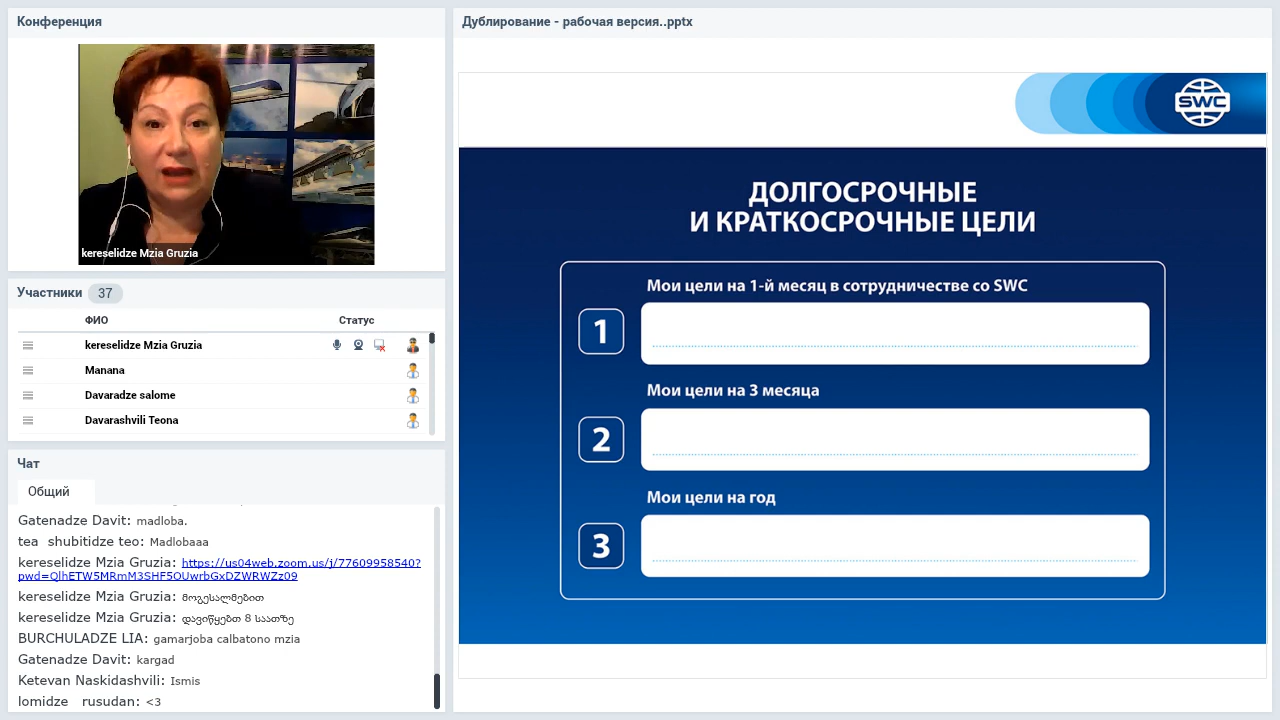 Конференция
kereselidze Mzia Gruzia
Участники 37
ФИО Статус
kereselidze Mzia Gruzia
Manana
Davaradze salome
Davarashvili Teona
Чат
Общий
Gatenadze Davit: madloba.
tea shubitidze teo: Madlobaaa
kereselidze Mzia Gruzia: https://us04web.zoom.us/j/77609958540?
pwd=QlhETW5MRmM3SHF5OUwrbGxDZWRWZz09
kereselidze Mzia Gruzia: მოგესალმებით
kereselidze Mzia Gruzia: დავიწყებთ 8 საათზე
BURCHULADZE LIA: gamarjoba calbatono mzia
Gatenadze Davit: kargad
Ketevan Naskidashvili: Ismis
lomidze rusudan: <3
Дублирование - рабочая версия..pptx
SWC
ДОЛГОСРОЧНЫЕ
И КРАТКОСРОЧНЫЕ ЦЕЛИ
Мои цели на 1-й месяц в сотрудничестве со SWC
1
Мои цели на 3 месяца
2
Мои цели на год
3